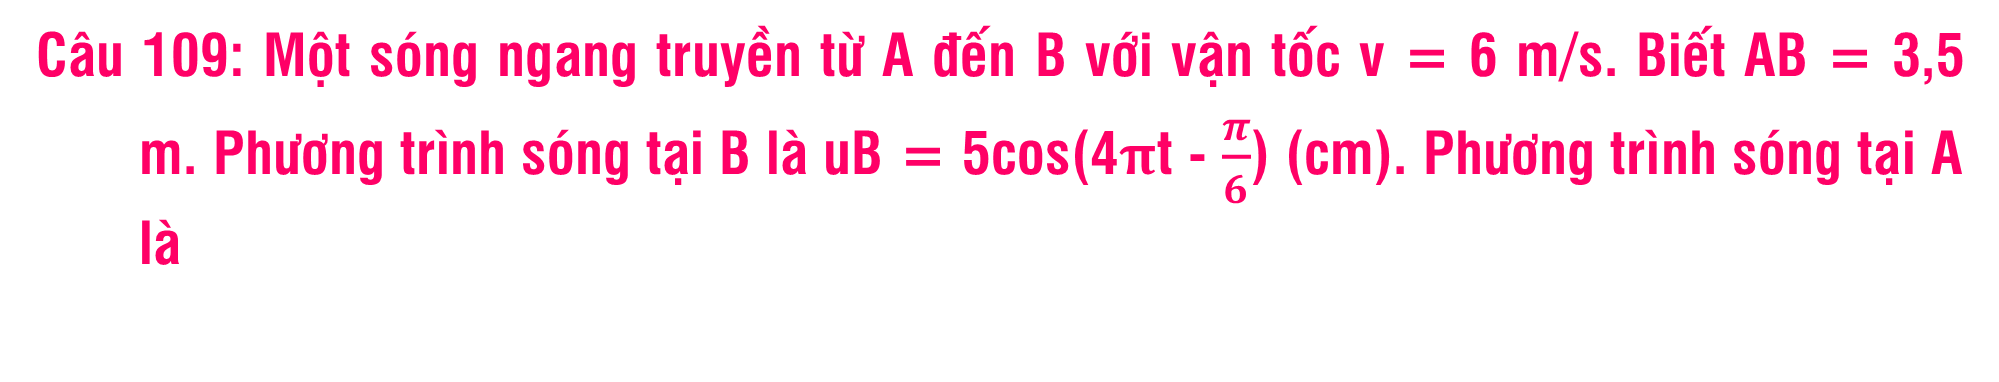 Câu 109: Một sóng ngang truyền từ A đến B với vận tốc v = 6 m/s. Biết AB = 3,5
m. Phương trình sóng tại B là uB = 5cos(4πt - π/6) (cm). Phương trình sóng tại A
là